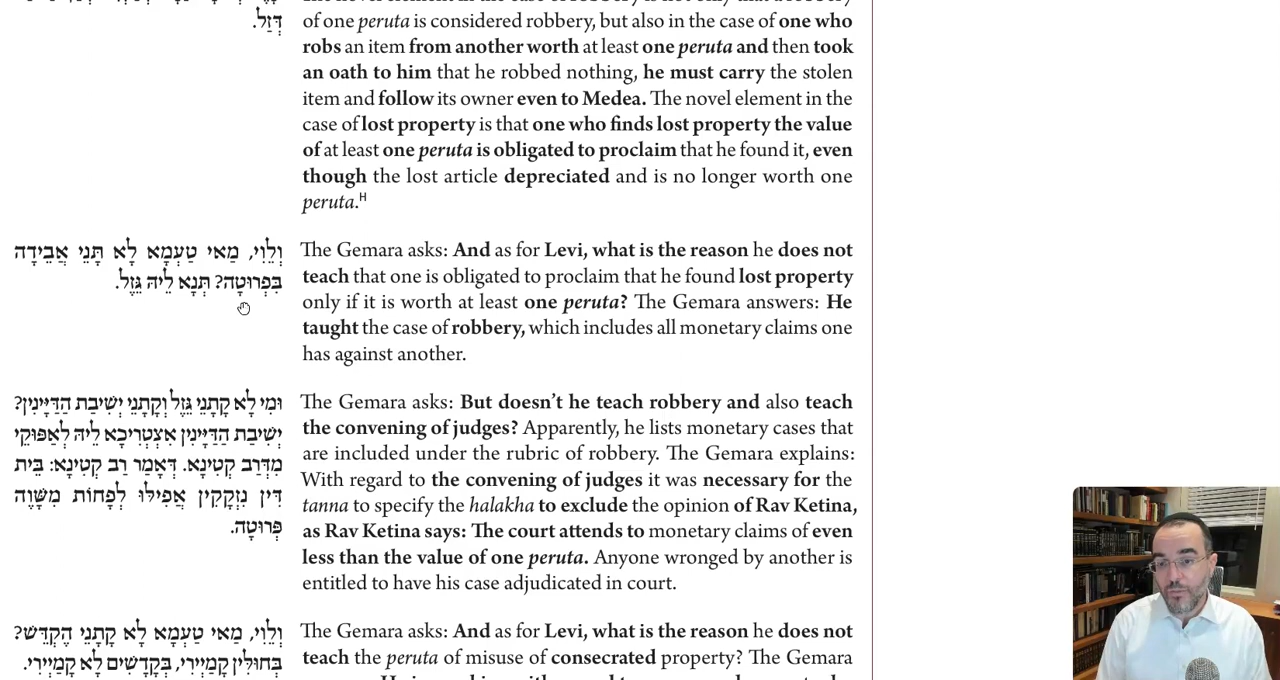 דְּזַל.
of one peruta is considered robbery, but also in the case of one who
robs an item from another worth at least one peruta and then took
an oath to him that he robbed nothing, he must carry the stolen
item and follow its owner even to Medea. The novel element in the
case of lost property is that one who finds lost property the value
of at least one peruta is obligated to proclaim that he found it, even
though the lost article depreciated and is no longer worth one
peruta.H
וְלֵוִי, מַאי טַעְמָא לָא תָּנֵי אֲבֵידָה
בִּפְרוּטָה? תְּנָא לֵיהּ גֶּזֶל.
The Gemara asks: And as for Levi, what is the reason he does not
teach that one is obligated to proclaim that he found lost property
only if it is worth at least one peruta? The Gemara answers: He
taught the case of robbery, which includes all monetary claims one
has against another.
וּמִי לָא קָתָנֵי גֶּזֶל וְקָתָנֵי יְשִׁיבַת הַדַּיָּינִין?
יְשִׁיבַת הַדַּיָּינִין אִצְטְרִיכָא לֵיהּ לְאַפּוֹקֵי
מִדְּרַב קְטִינָא. דְּאָמַר רַב קְטִינָא: בֵּית
דִּין נִזְקָקִין אֲפִילּוּ לְפָחוֹת מִשָּׁוֶה
פְּרוּטָה.
The Gemara asks: But doesn’t he teach robbery and also teach
the convening of judges? Apparently, he lists monetary cases that
are included under the rubric of robbery. The Gemara explains:
With regard to the convening of judges it was necessary for the
tanna to specify the halakha to exclude the opinion of Rav Ketina,
as Rav Ketina says: The court attends to monetary claims of even
less than the value of one peruta. Anyone wronged by another is
entitled to have his case adjudicated in court.
וְלֵוִי, מַאי טַעְמָא לָא קָתָנֵי הֶקְדֵּשׁ?
בְּחוּלִּין קָמַיְירֵי, בְּקָדָשִׁים לָא קָמַיְירֵי.
The Gemara asks: And as for Levi, what is the reason he does not
teach the peruta of misuse of consecrated property? The Gemara